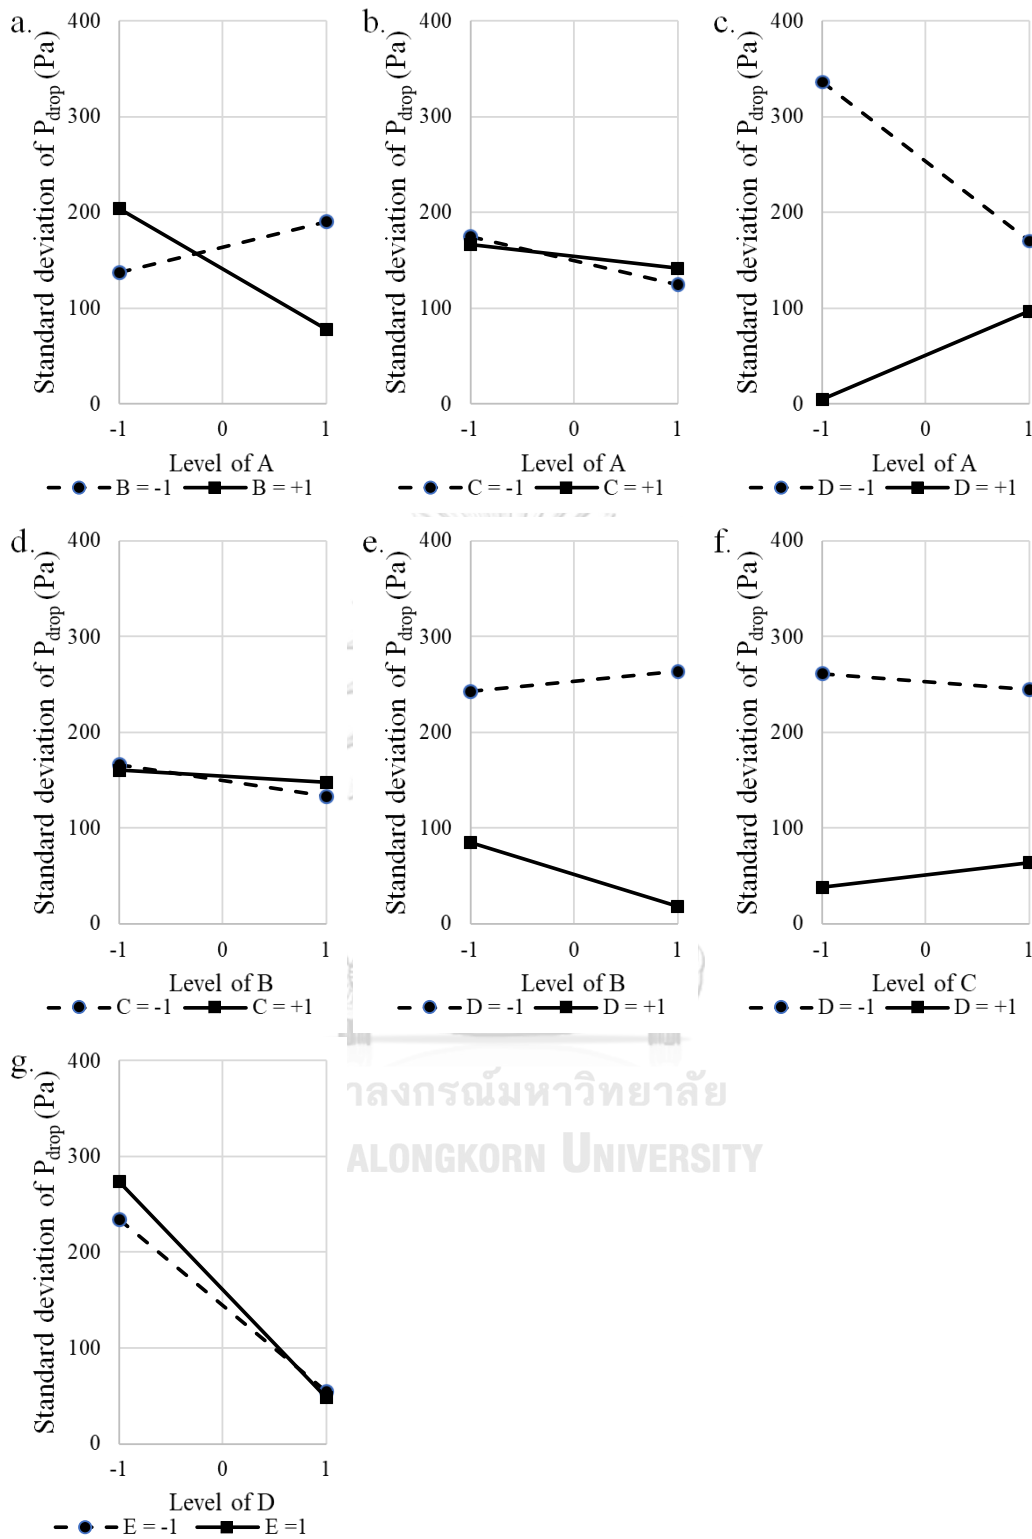 a.
Standard deviation of Pdrop (Pa)
400
300
200
100
0
-1 0 1
Level of A
B = -1 B = +1
b.
Standard deviation of Pdrop (Pa)
400
300
200
100
0
-1 0 1
Level of A
C = -1 C = +1
c.
Standard deviation of Pdrop (Pa)
400
300
200
100
0
-1 0 1
Level of A
D = -1 D = +1
d.
Standard deviation of Pdrop (Pa)
400
300
200
100
0
-1 0 1
Level of B
C = -1 C = +1
e.
Standard deviation of Pdrop (Pa)
400
300
200
100
0
-1 0 1
Level of B
D = -1 D = +1
f.
Standard deviation of Pdrop (Pa)
400
300
200
100
0
-1 0 1
Level of C
D = -1 D = +1
g.
Standard deviation of Pdrop (Pa)
400
300
200
100
0
-1 0 1
Level of D
E = -1 E =1
าลงกรณ์มหาวิทยาลัย
ALONGKORN UNIVERSITY